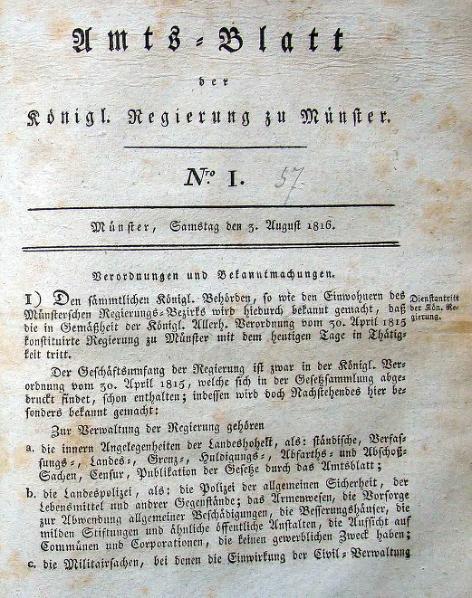 Amts-Blatt
der
Königl. Regierung zu Münster.
Nro. I. 57
Münster, Samstag den 3. August 1816.
Verordnungen und Bekanntmachungen.
1) Den sämmtlichen Königl. Behörden, so wie den Einwohnern des
Münsterschen Regierungs-Bezirks wird hiedurch bekannt gemacht, daß
die in Gemäßheit der Königl. Allerh. Verordnung vom 30. April 1815
konstituirte Regierung zu Münster mit dem heutigen Tage in Thätig-
keit tritt.
Dienstantritt
der Kön. Re-
gierung.
Der Geschäftsumfang der Regierung ist zwar in der Königl. Ver-
ordnung vom 30. April 1815, welche sich in der Gesetzsammlung abge-
druckt findet, schon enthalten; indessen wird doch Nachstehendes hier be-
sonders bekannt gemacht:
Zur Verwaltung der Regierung gehören
a. die innern Angelegenheiten der Landeshoheit, als: ständische, Verfas-
sungs-, Landes-, Grenz-, Huldigungs-, Abfarths- und Abschoß-
Sachen, Censur, Publikation der Gesetze durch das Amtsblatt;
b. die Landespolizei, als: die Polizei der allgemeinen Sicherheit, der
Lebensmittel und andrer Gegenstände; das Armenwesen, die Vorsorge
zur Abwendung allgemeiner Beschädigungen, die Besserungshäuser, die
milden Stiftungen und ähnliche öffentliche Anstalten, die Aufsicht auf
Communen und Corporationen, die keinen gewerblichen Zweck haben;
c. die Militairsachen, bei denen die Einwirkung der Civil-Verwaltung